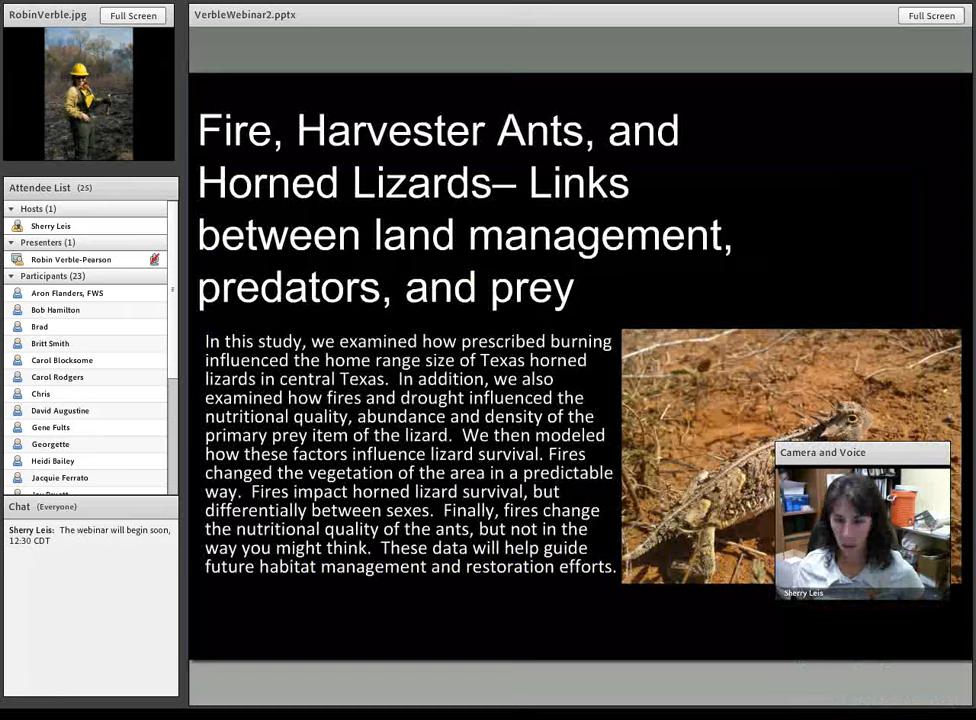 RobinVerble.jpg
Full Screen
VerbleWebinar2.pptx
Full Screen
Attendee List (25)
Hosts (1)
Sherry Leis
Presenters (1)
Robin Verble-Pearson
Participants (23)
Aron Flanders, FWS
Bob Hamilton
Brad
Britt Smith
Carol Blocksome
Carol Rodgers
Chris
David Augustine
Gene Fults
Georgette
Heidi Bailey
Jacquie Ferrato
Chat (Everyone)
Sherry Leis: The webinar will begin soon,
12:30 CDT
Fire, Harvester Ants, and
Horned Lizards– Links
between land management,
predators, and prey
In this study, we examined how prescribed burning
influenced the home range size of Texas horned
lizards in central Texas. In addition, we also
examined how fires and drought influenced the
nutritional quality, abundance and density of the
primary prey item of the lizard. We then modeled
how these factors influence lizard survival. Fires
changed the vegetation of the area in a predictable
way. Fires impact horned lizard survival, but
differentially between sexes. Finally, fires change
the nutritional quality of the ants, but not in the
way you might think. These data will help guide
future habitat management and restoration efforts.
Camera and Voice
Sherry Leis